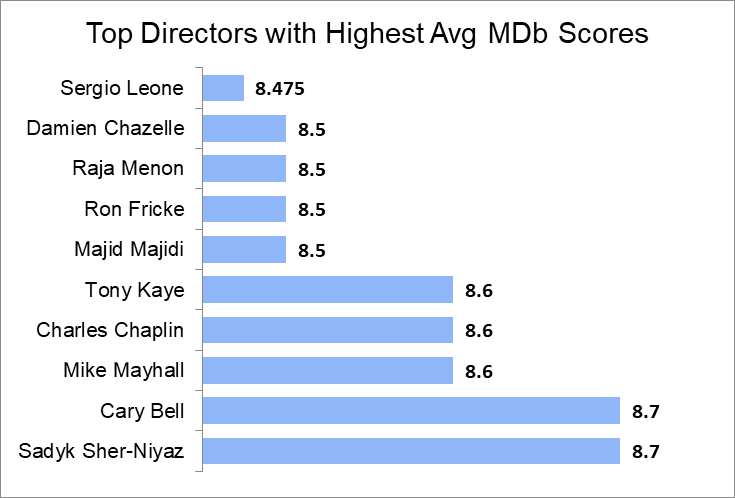 Top Directors with Highest Avg MDb Scores
Sergio Leone 8.475
Damien Chazelle 8.5
Raja Menon 8.5
Ron Fricke 8.5
Majid Majidi 8.5
Tony Kaye 8.6
Charles Chaplin 8.6
Mike Mayhall 8.6
Cary Bell 8.7
Sadyk Sher-Niyaz 8.7